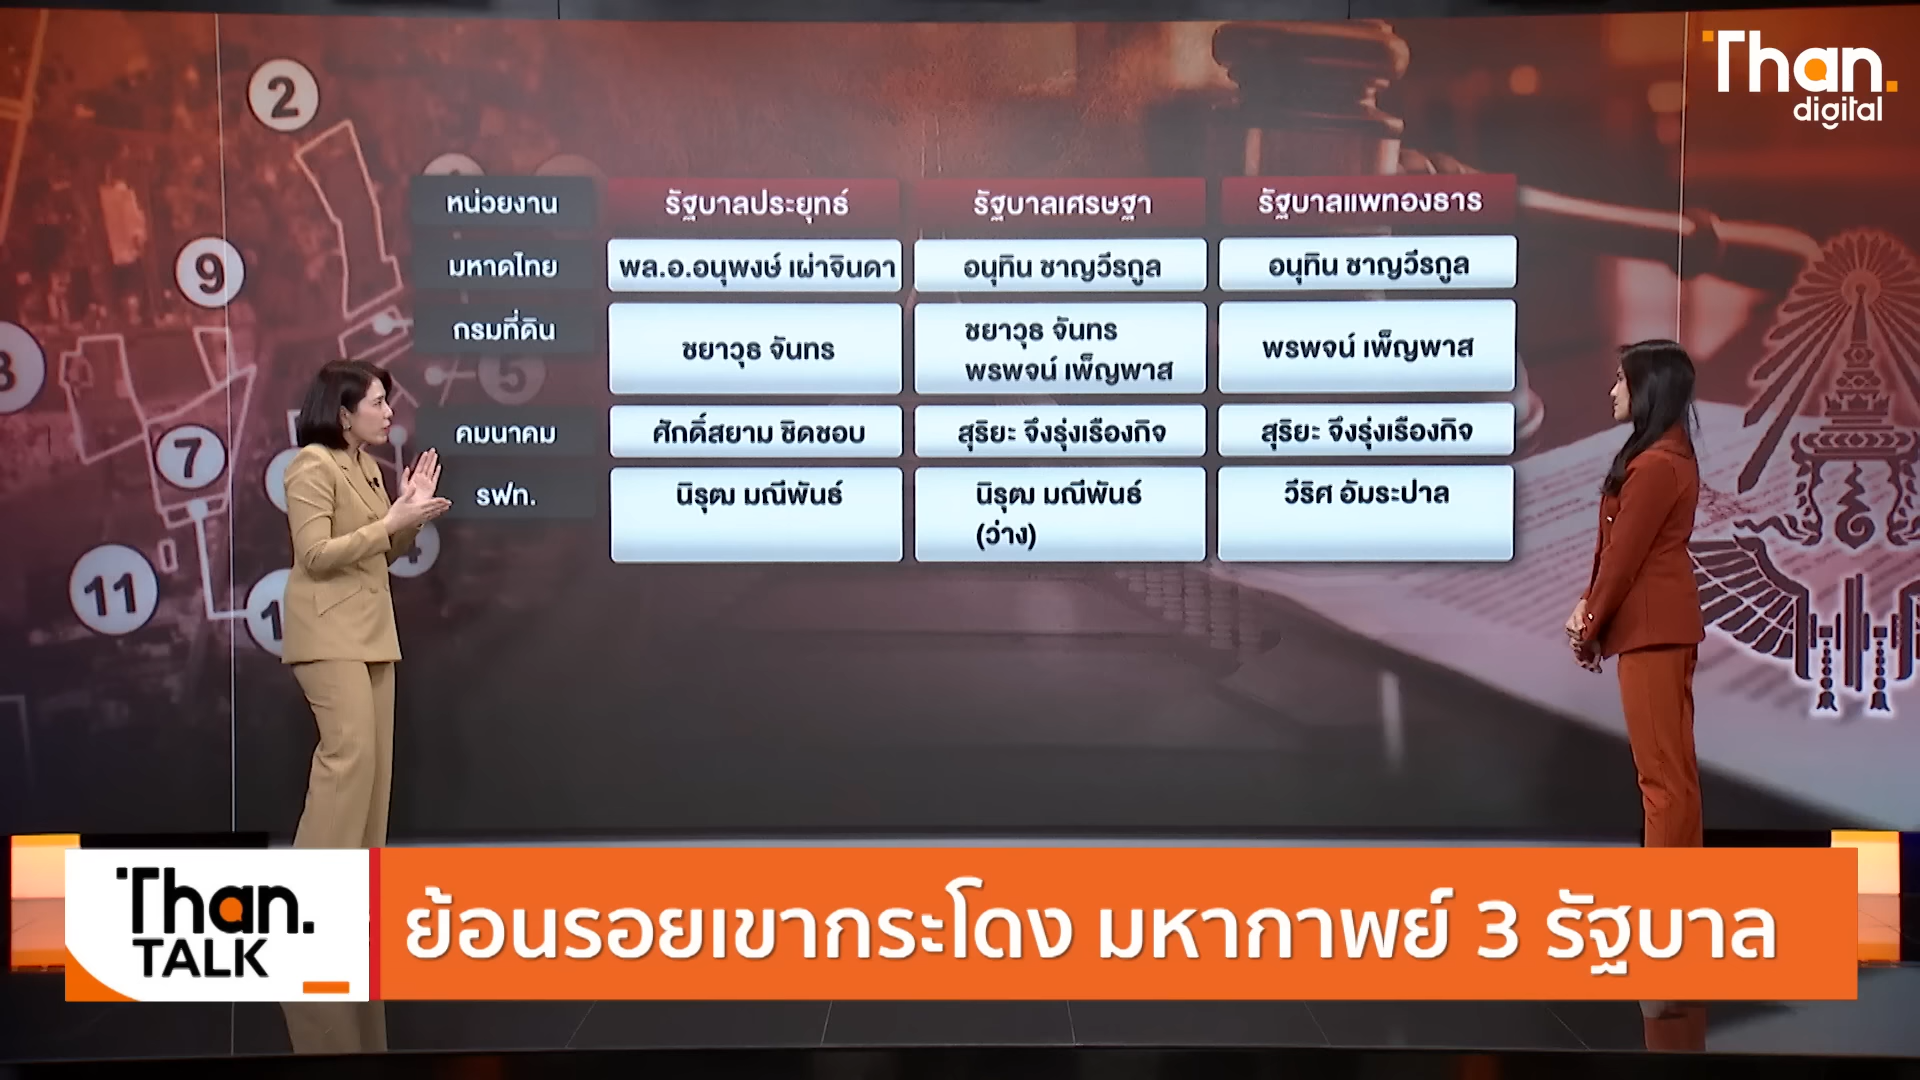 Than.
digital
2
9
7
5
11
หน่วยงาน รัฐบาลประยุทธ์ รัฐบาลเศรษฐา รัฐบาลแพทองธาร
มหาดไทย พล.อ.อนุพงษ์ เผ่าจินดา อนุทิน ชาญวีรกูล อนุทิน ชาญวีรกูล
กรมที่ดิน ชยาวุธ จันทร ชยาวุธ จันทร พรพจน์ เพ็ญพาส
พรพจน์ เพ็ญพาส
คมนาคม ศักดิ์สยาม ชิดชอบ สุริยะ จึงรุ่งเรืองกิจ สุริยะ จึงรุ่งเรืองกิจ
รฟท. นิรุฒ มณีพันธ์ นิรุฒ มณีพันธ์ วีริศ อัมระปาล
(ว่าง)
Than.
TALK
ย้อนรอยเขากระโดง มหากาพย์ 3 รัฐบาล